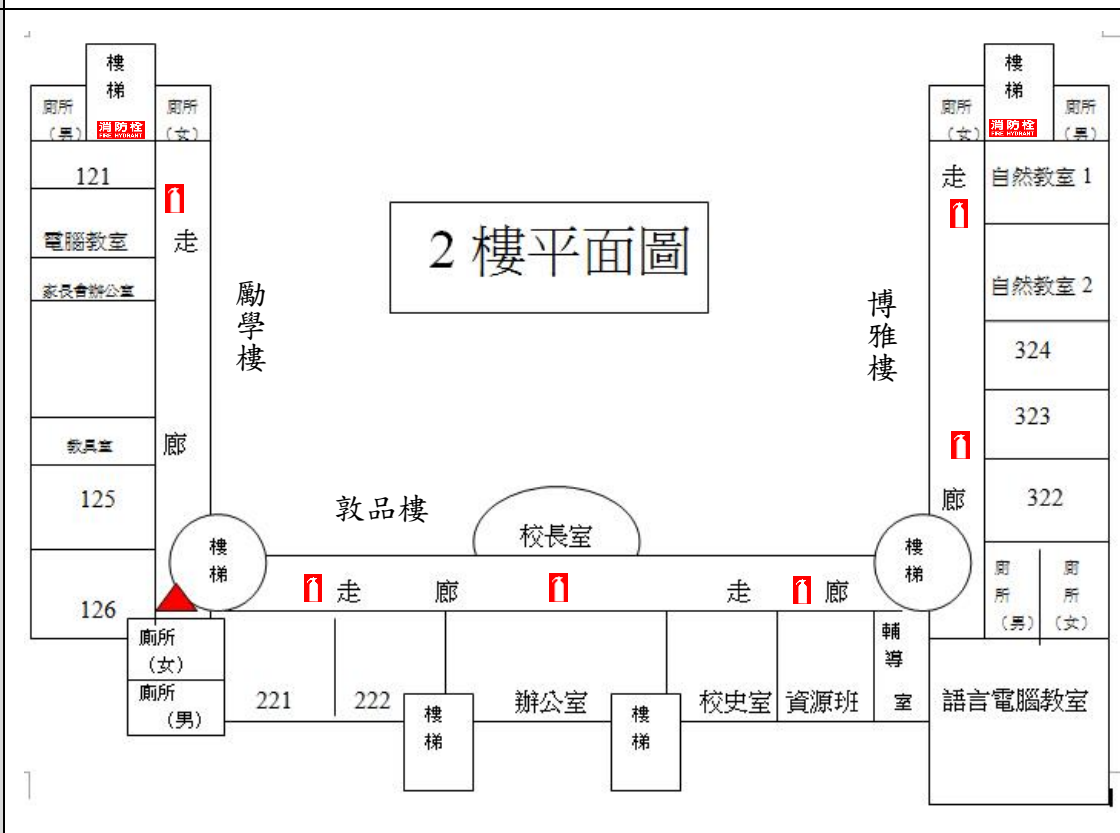 樓梯
廁所（男）
消防栓
FIRE HYDRANT
廁所（女）
121
電腦教室
家長會辦公室
教具室
125
126
走廊
勵學樓
2 樓平面圖
樓梯
廁所（女）
消防栓
FIRE HYDRANT
廁所（男）
走廊
博雅樓
自然教室 1
自然教室 2
324
323
322
廁所（男）
廁所（女）
敦品樓
校長室
樓梯
走廊
走廊
樓梯
廁所（女）
廁所（男）
221
222
樓梯
辦公室
樓梯
校史室
資源班
輔導室
語言電腦教室